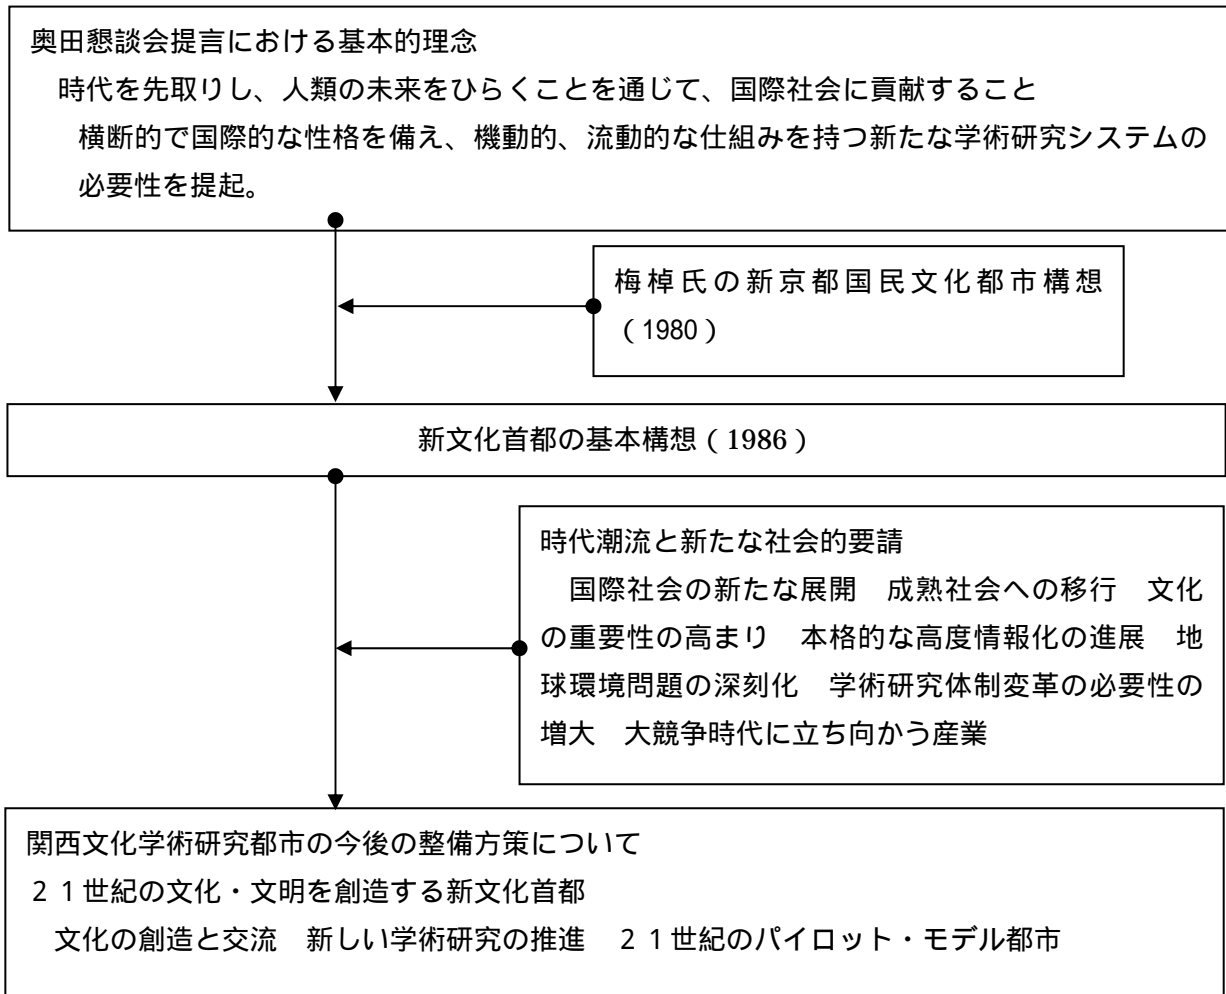 奥田懇談会提言における基本的理念
時代を先取りし、人類の未来をひらくことを通じて、国際社会に貢献すること
横断的で国際的な性格を備え、機動的、流動的な仕組みを持つ新たな学術研究システムの
必要性を提起。
梅棹氏の新京都国民文化都市構想
（1980）
新文化首都の基本構想（1986）
時代潮流と新たな社会的要請
国際社会の新たな展開　成熟社会への移行　文化
の重要性の高まり　本格的な高度情報化の進展　地
球環境問題の深刻化　学術研究体制変革の必要性の
増大　大競争時代に立ち向かう産業
関西文化学術研究都市の今後の整備方策について
２１世紀の文化・文明を創造する新文化首都
文化の創造と交流　新しい学術研究の推進　２１世紀のパイロット・モデル都市